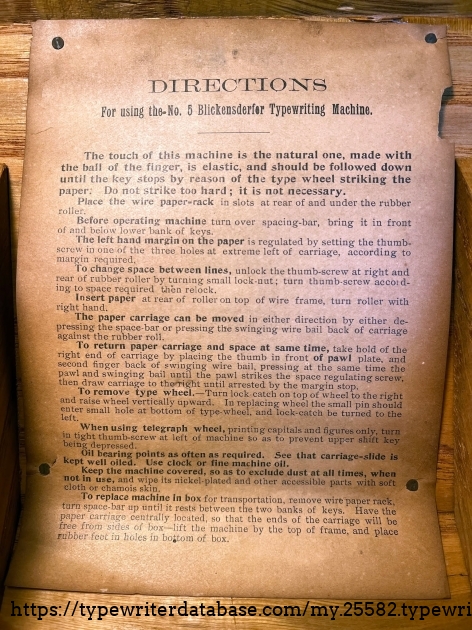 DIRECTIONS
For using the No. 5 Blickensderfer Typewriting Machine.
The touch of this machine is the natural one, made with
the ball of the finger, is elastic, and should be followed down
until the key stops by reason of the type wheel striking the
paper. Do not strike too hard; it is not necessary.
Place the wire paper-rack in slots at rear of and under the rubber
roller.
Before operating machine turn over spacing-bar, bring it in front
of and below lower bank of keys.
The left hand margin on the paper is regulated by setting the thumb-
screw in one of the three holes at extreme left of carriage, according to
margin required.
To change space between lines, unlock the thumb-screw at right and
rear of rubber roller by turning small lock-nut; turn thumb-screw accord-
ing to space required then relock.
Insert paper at rear of roller on top of wire frame, turn roller with
right hand.
The paper carriage can be moved in either direction by either de-
pressing the space-bar or pressing the swinging wire bail back of carriage
against the rubber roll.
To return paper carriage and space at same time, take hold of the
right end of carriage by placing the thumb in front of pawl plate, and
second finger back of swinging wire bail, pressing at the same time the
pawl and swinging bail until the pawl strikes the space regulating screw,
then draw carriage to the right until arrested by the margin stop.
To remove type wheel.—Turn lock-catch on top of wheel to the right
and raise wheel vertically upward. In replacing wheel the small pin should
enter small hole at bottom of type-wheel, and lock-catch be turned to the
left.
When using telegraph wheel, printing capitals and figures only, turn
in tight thumb-screw at left of machine so as to prevent upper shift key
being depressed.
Oil bearing points as often as required. See that carriage-slide is
kept well oiled. Use clock or fine machine oil.
Keep the machine covered, so as to exclude dust at all times, when
not in use, and wipe its nickel-plated and other accessible parts with soft
cloth or chamois skin.
To replace machine in box for transportation, remove wire paper rack,
turn space-bar up until it rests between the two banks of keys. Have the
paper carriage centrally located, so that the ends of the carriage will be
free from sides of box—lift the machine by the top of frame, and place
rubber feet in holes in bottom of box.
https://typewriterdatabase.com/my.25582.typewri